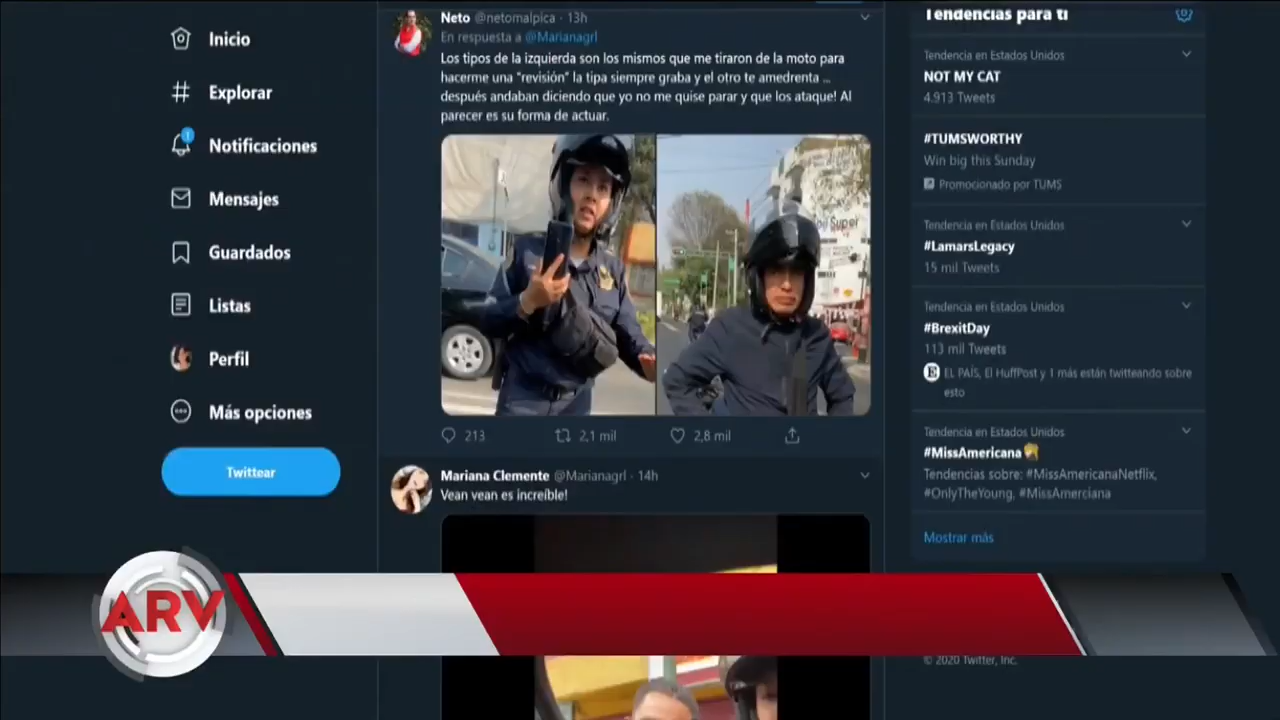 Inicio
Explorar
1
Notificaciones
Mensajes
Guardados
Listas
Perfil
Más opciones
Twittear
Neto @netomalpica · 13h
En respuesta a @Marianagrl
Los tipos de la izquierda son los mismos que me tiraron de la moto para
hacerme una "revisión" la tipa siempre graba y el otro te amedrenta ...
después andaban diciendo que yo no me quise parar y que los ataque! Al
parecer es su forma de actuar.
Super
213
2,1 mil
2,8 mil
Mariana Clemente @Marianagrl · 14h
Vean vean es increíble!
Tendencias para ti
Tendencia en Estados Unidos
NOT MY CAT
4.913 Tweets
#TUMSWORTHY
Win big this Sunday
Promocionado por TUMS
Tendencia en Estados Unidos
#LamarsLegacy
15 mil Tweets
Tendencia en Estados Unidos
#BrexitDay
113 mil Tweets
E
EL PAÍS, El HuffPost y 1 más están twitteando sobre
esto
Tendencia en Estados Unidos
#MissAmericana
Tendencias sobre: #MissAmericanaNetflix,
#OnlyTheYoung, #MissAmerciana
Mostrar más
© 2020 Twitter, Inc.
ARV